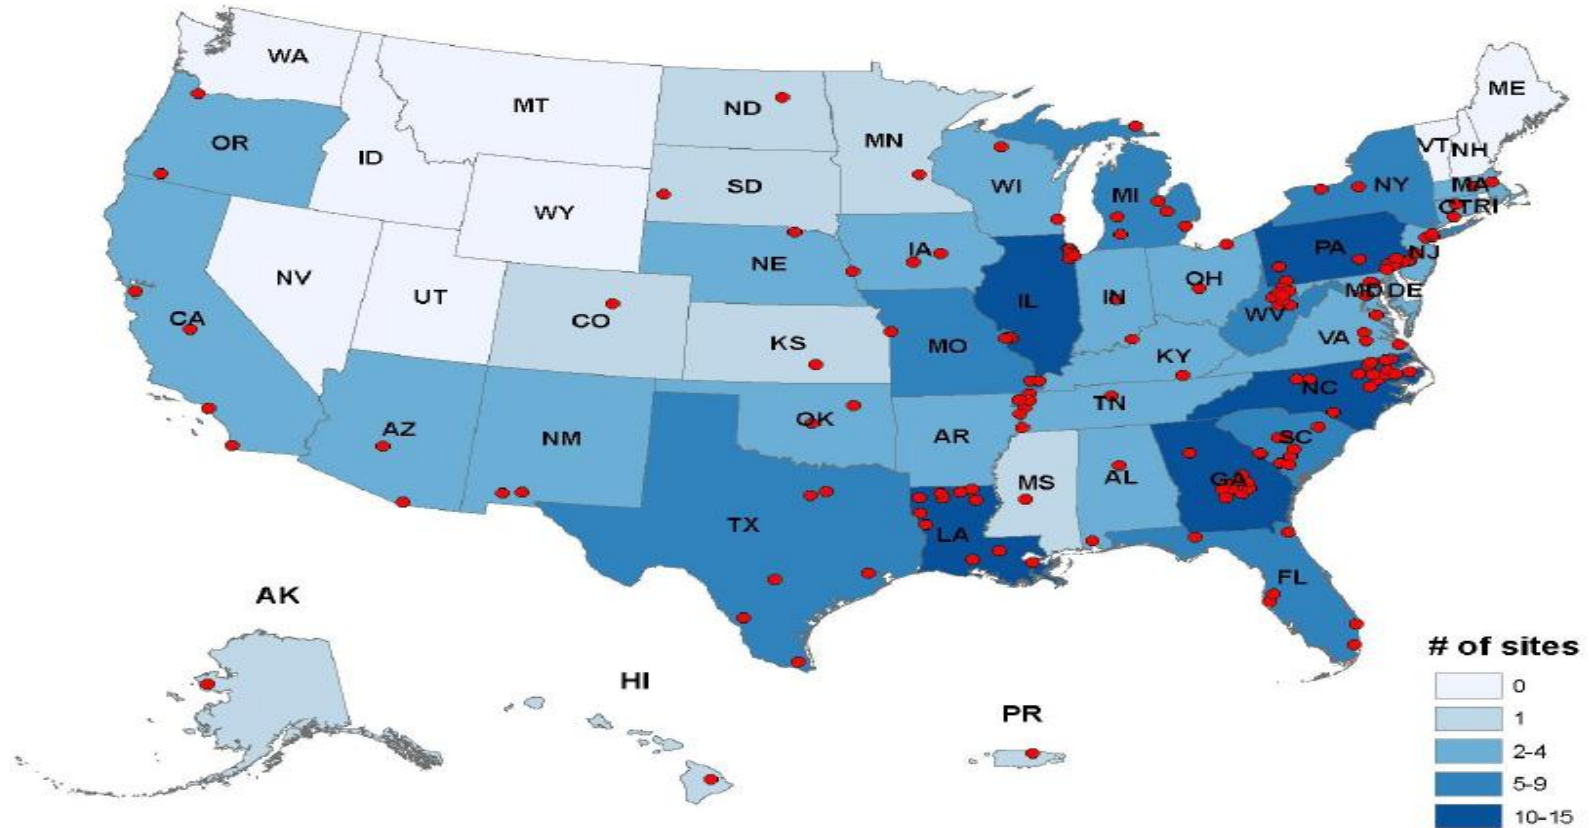 WA
MT
ND
MN
ME
OR
ID
VT NH
SD
WI
MI
NY
MA
CT RI
WY
NE
IA
PA
NJ
NV
UT
CO
IL
IN
OH
MD DE
WV
CA
KS
MO
KY
VA
AZ
NM
OK
AR
TN
NC
SC
MS
AL
GA
TX
LA
FL
AK
HI
PR
# of sites
0
1
2-4
5-9
10-15